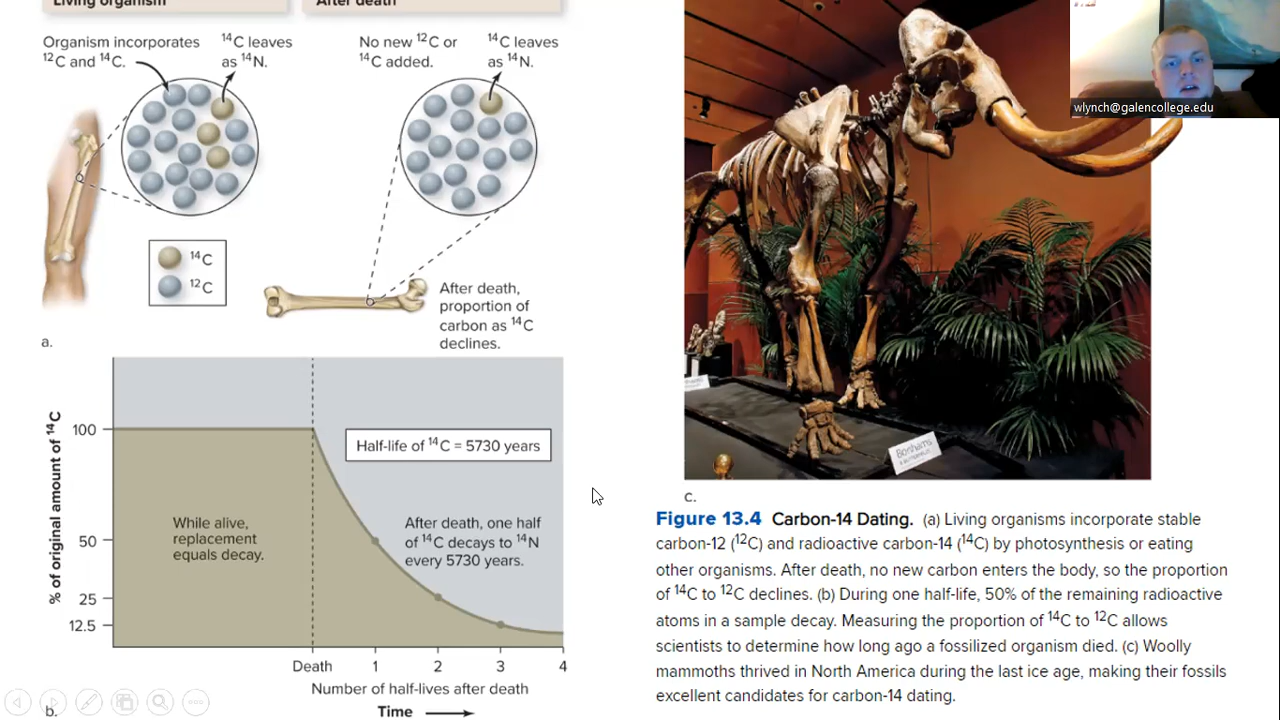 Living organism
After death
Organism incorporates
¹²C and ¹⁴C.
¹⁴C leaves
as ¹⁴N.
No new ¹²C or
¹⁴C added.
¹⁴C leaves
as ¹⁴N.
wlynch@galencollege.edu
¹⁴C
¹²C
After death,
proportion of
carbon as ¹⁴C
declines.
a.
% of original amount of ¹⁴C
100
50
25
12.5
Half-life of ¹⁴C = 5730 years
While alive,
replacement
equals decay.
After death, one half
of ¹⁴C decays to ¹⁴N
every 5730 years.
Death
1
2
3
4
Number of half-lives after death
Time
b.
Bonhams
c.
Figure 13.4 Carbon-14 Dating. (a) Living organisms incorporate stable
carbon-12 (¹²C) and radioactive carbon-14 (¹⁴C) by photosynthesis or eating
other organisms. After death, no new carbon enters the body, so the proportion
of ¹⁴C to ¹²C declines. (b) During one half-life, 50% of the remaining radioactive
atoms in a sample decay. Measuring the proportion of ¹⁴C to ¹²C allows
scientists to determine how long ago a fossilized organism died. (c) Woolly
mammoths thrived in North America during the last ice age, making their fossils
excellent candidates for carbon-14 dating.